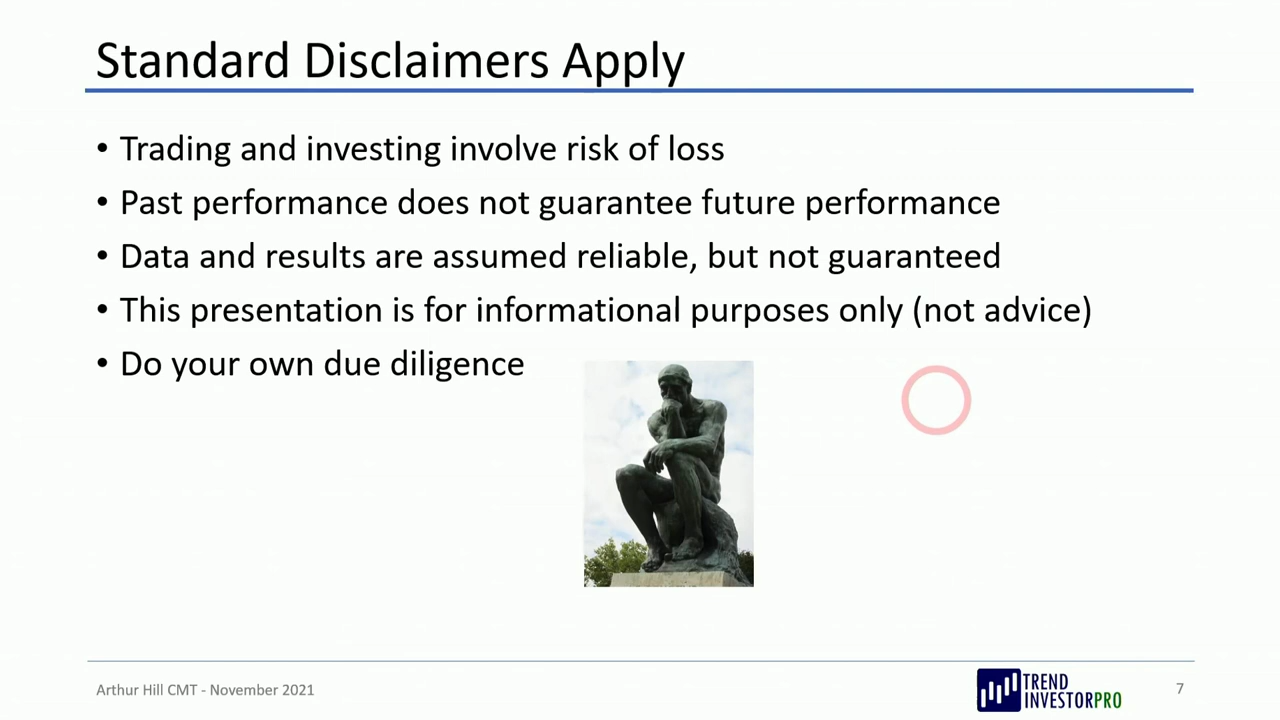 Standard Disclaimers Apply
• Trading and investing involve risk of loss
• Past performance does not guarantee future performance
• Data and results are assumed reliable, but not guaranteed
• This presentation is for informational purposes only (not advice)
• Do your own due diligence
Arthur Hill CMT - November 2021
TREND
INVESTORPRO
7